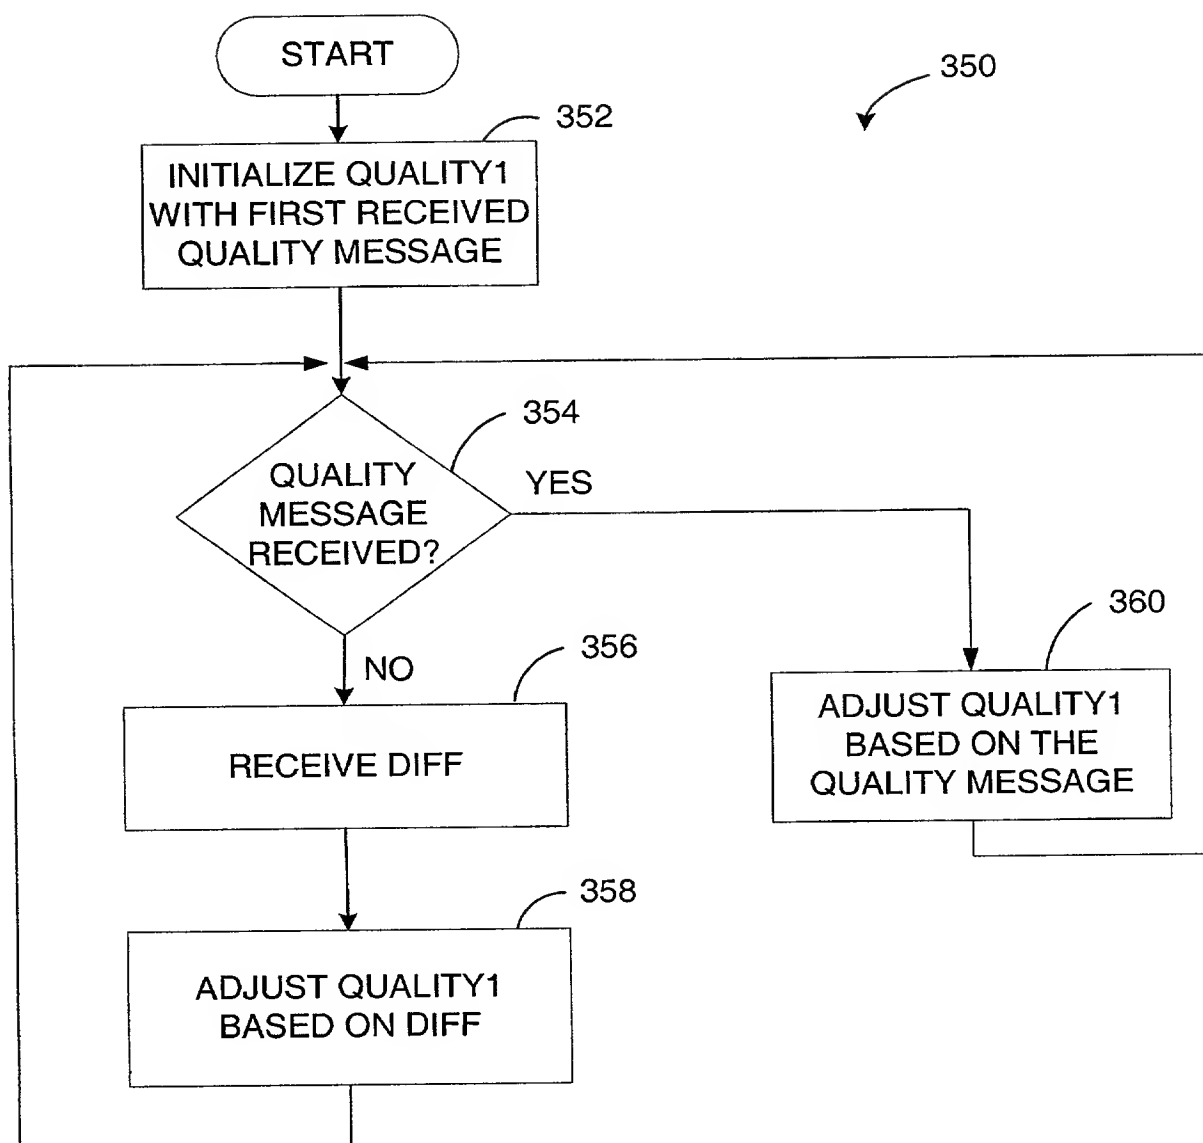 START
350
352
INITIALIZE QUALITY1
WITH FIRST RECEIVED
QUALITY MESSAGE
354
QUALITY
MESSAGE
RECEIVED?
YES
NO
356
RECEIVE DIFF
360
ADJUST QUALITY1
BASED ON THE
QUALITY MESSAGE
358
ADJUST QUALITY1
BASED ON DIFF